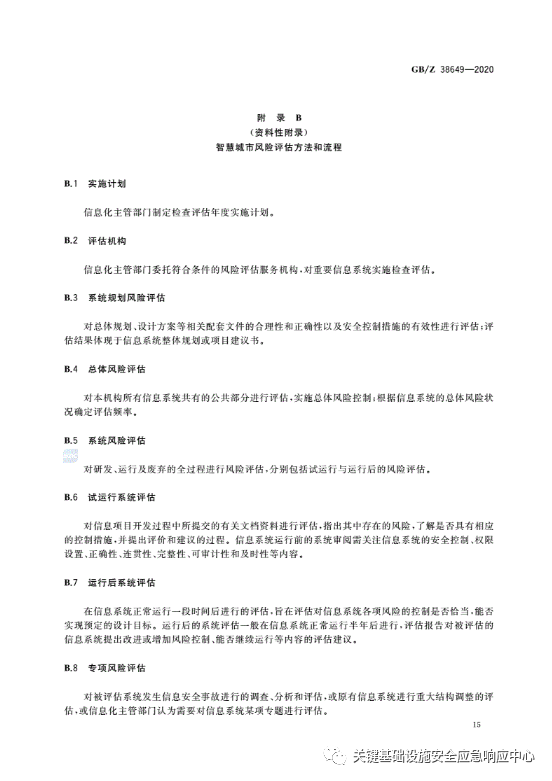 GB/Z 38649—2020
附 录 B
(资料性附录)
智慧城市风险评估方法和流程
B.1 实施计划
信息化主管部门制定检查评估年度实施计划。
B.2 评估机构
信息化主管部门委托符合条件的风险评估服务机构,对重要信息系统实施检查评估。
B.3 系统规划风险评估
对总体规划、设计方案等相关配套文件的合理性和正确性以及安全控制措施的有效性进行评估;评
估结果体现于信息系统整体规划或项目建议书。
B.4 总体风险评估
对本机构所有信息系统共有的公共部分进行评估,实施总体风险控制;根据信息系统的总体风险状
况确定评估频率。
B.5 系统风险评估
对研发、运行及废弃的全过程进行风险评估,分别包括试运行与运行后的风险评估。
B.6 试运行系统评估
对信息项目开发过程中所提交的有关文档资料进行评估,指出其中存在的风险,了解是否具有相应
的控制措施,并提出评价和建议的过程。信息系统运行前的系统审阅需关注信息系统的安全控制、权限
设置、正确性、连贯性、完整性、可审计性和及时性等内容。
B.7 运行后系统评估
在信息系统正常运行一段时间后进行的评估,旨在评估对信息系统各项风险的控制是否恰当,能否
实现预定的设计目标。运行后的系统评估一般在信息系统正常运行半年后进行,评估报告对被评估的
信息系统提出改进或增加风险控制、能否继续运行等内容的评估建议。
B.8 专项风险评估
对被评估系统发生信息安全事故进行的调查、分析和评估,或原有信息系统进行重大结构调整的评
估,或信息化主管部门认为需要对信息系统某项专题进行评估。
15
关键基础设施安全应急响应中心